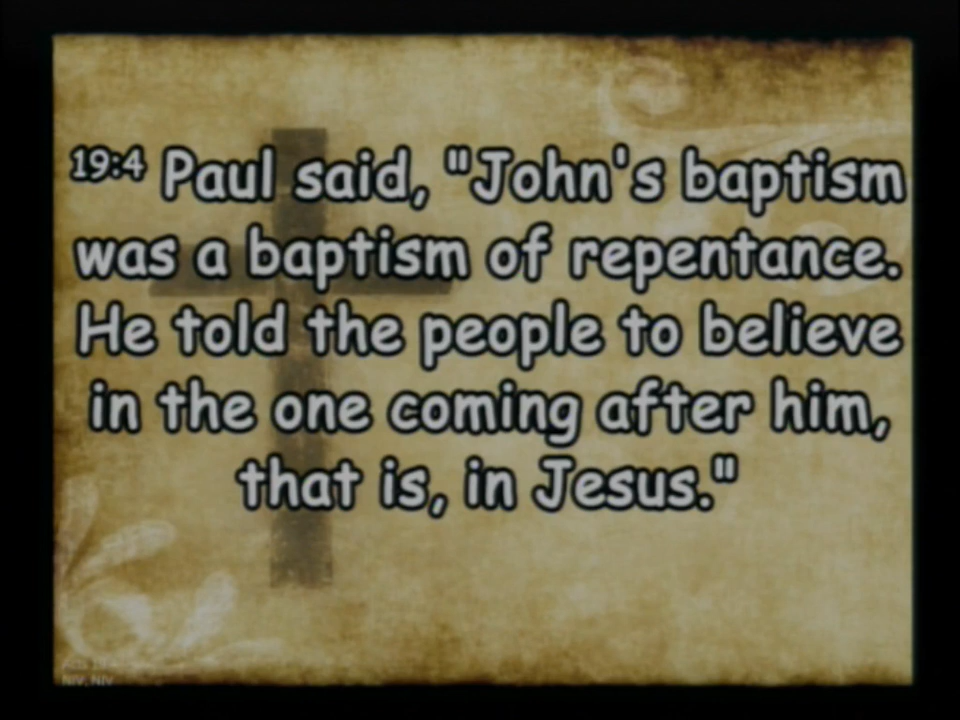 19:4 Paul said, "John's baptism
was a baptism of repentance.
He told the people to believe
in the one coming after him,
that is, in Jesus."
NIV, NIV